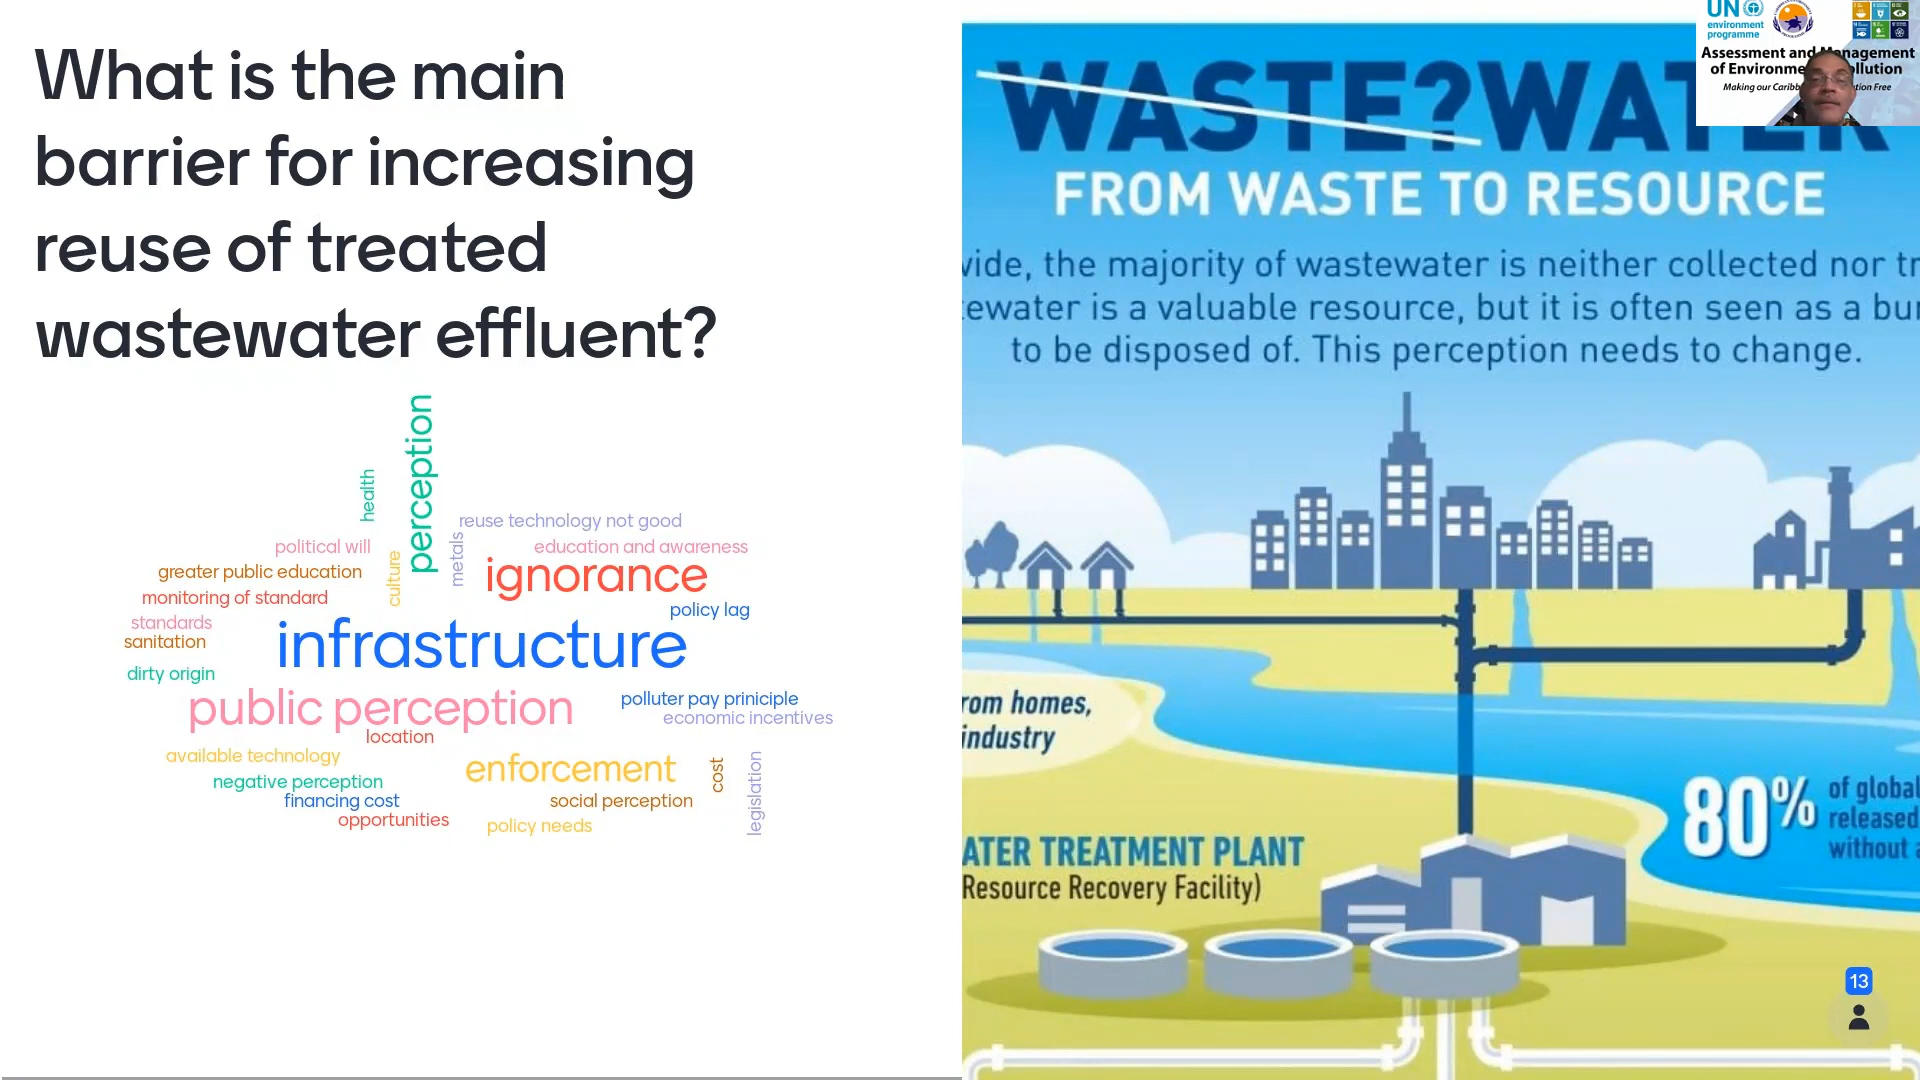 What is the main
barrier for increasing
reuse of treated
wastewater effluent?
perception
health
reuse technology not good
political will
culture
metals
education and awareness
greater public education
ignorance
monitoring of standard
policy lag
standards
infrastructure
sanitation
dirty origin
public perception
polluter pay priniciple
economic incentives
location
available technology
enforcement
cost
legislation
negative perception
financing cost
social perception
opportunities
policy needs
UN
environment
programme
Assessment and Management
of Environme ollution
Making our Caribb tion Free
WASTE?WATER
FROM WASTE TO RESOURCE
vide, the majority of wastewater is neither collected nor tr
ewater is a valuable resource, but it is often seen as a bu
to be disposed of. This perception needs to change.
rom homes,
industry
80% of global
released
without a
ATER TREATMENT PLANT
Resource Recovery Facility)
13